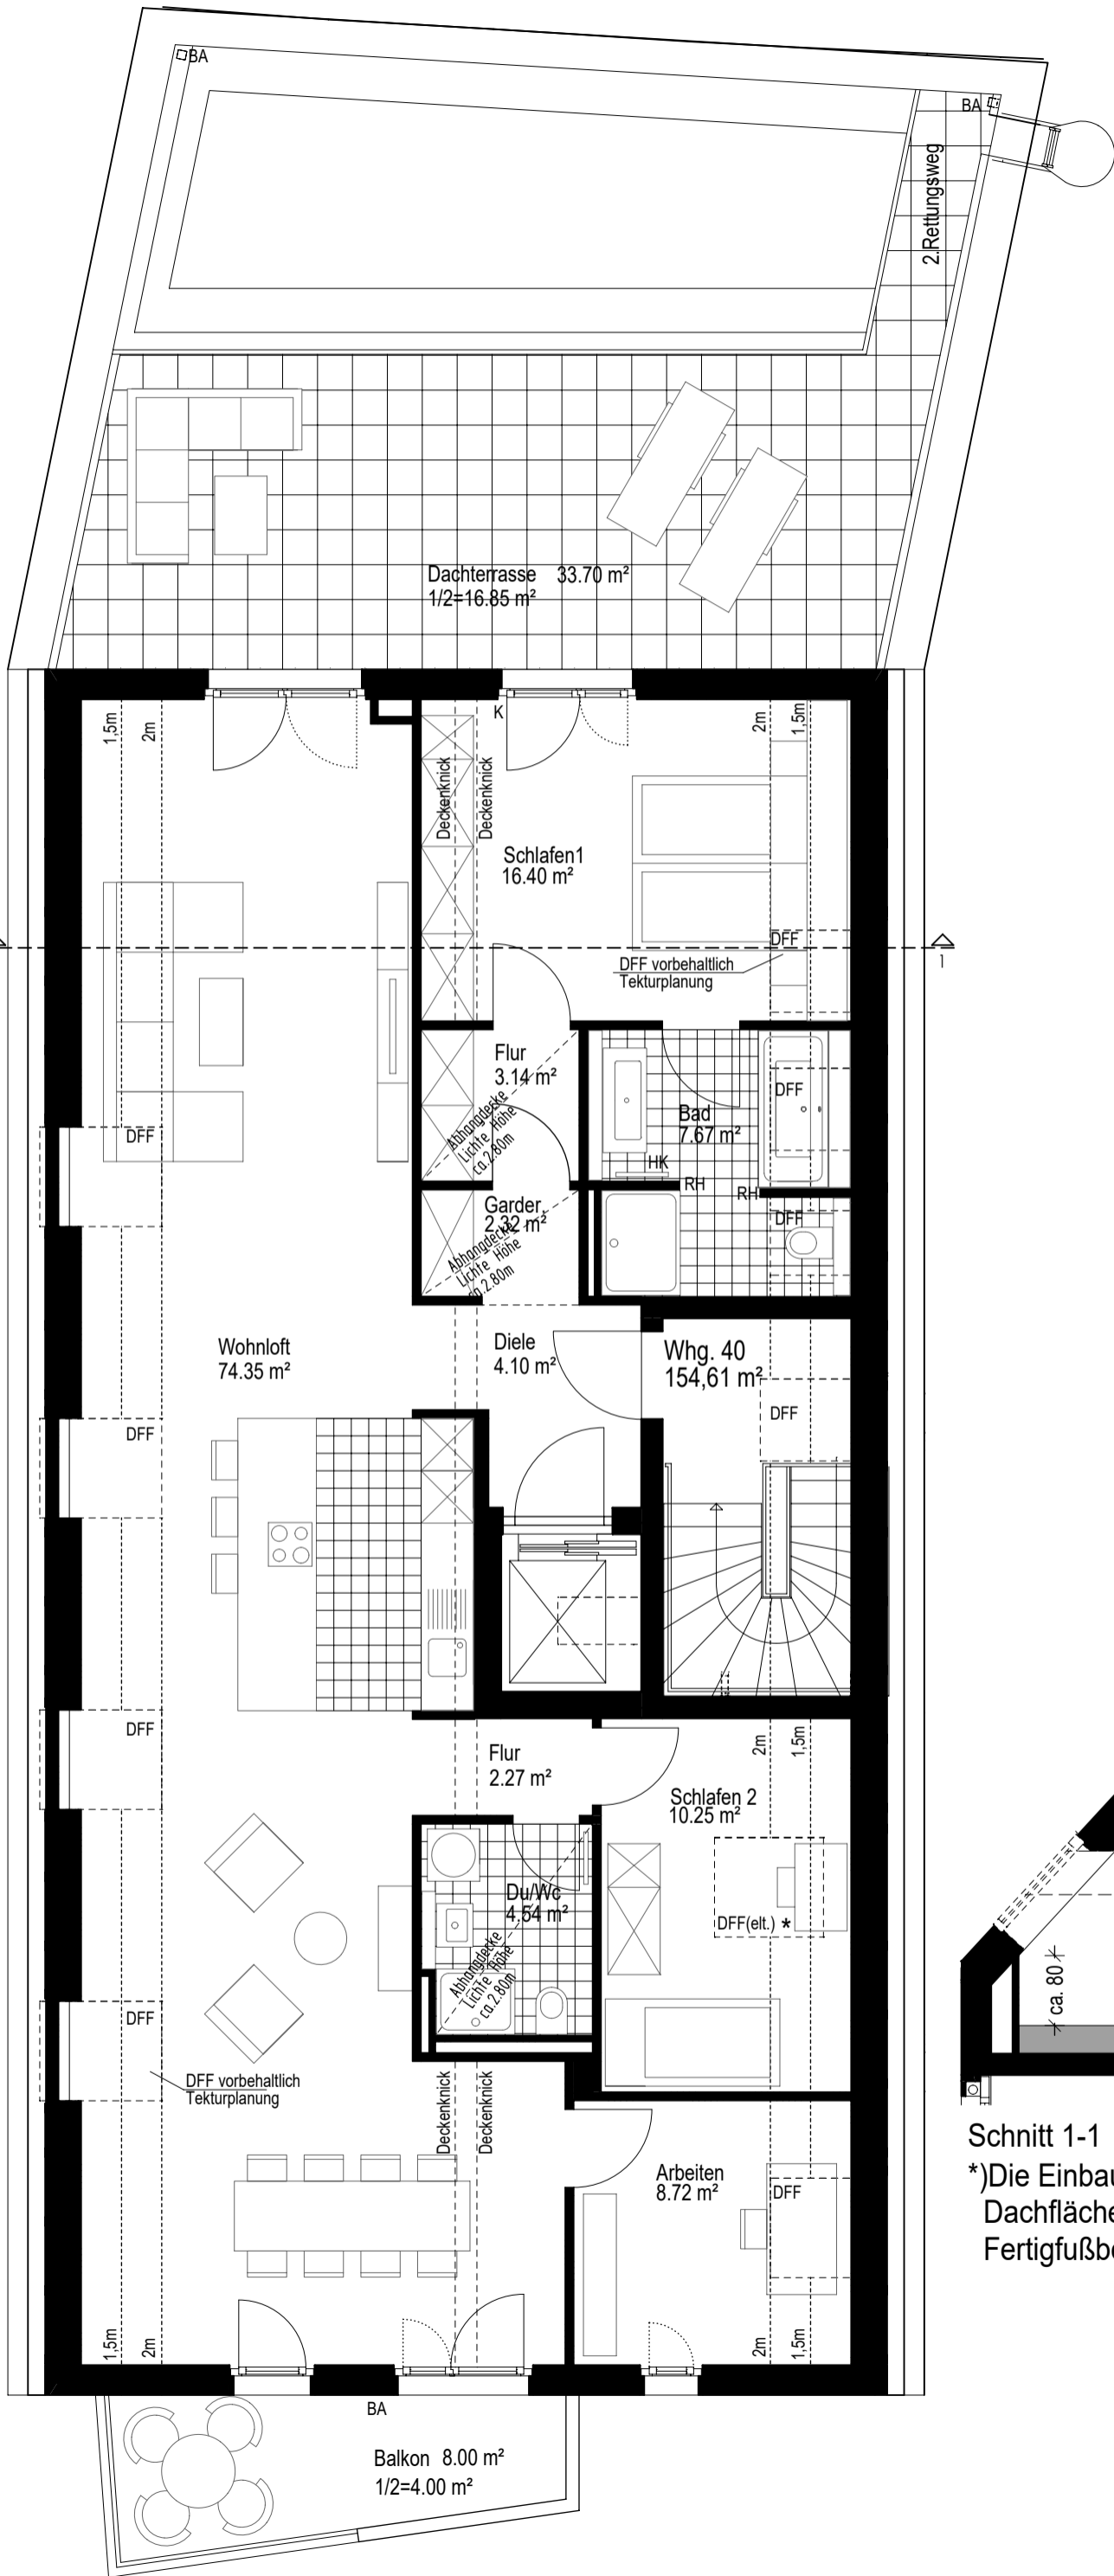 BA
BA
2.Rettungsweg
Dachterrasse 33.70 m²
1/2=16.85 m²
1,5m
2m
K
2m
1,5m
Deckenknick
Deckenknick
Schlafen1
16.40 m²
DFF
DFF vorbehaltlich
Tekturplanung
1
Flur
3.14 m²
Abhangdecke
Lichte Höhe
ca.2.80m
DFF
Bad
7.67 m²
DFF
HK
RH
RH
Garder.
2.32 m²
Abhangdecke
Lichte Höhe
ca.2.80m
DFF
Wohnloft
74.35 m²
Diele
4.10 m²
Whg. 40
154,61 m²
DFF
DFF
DFF
Flur
2.27 m²
2m
1,5m
Schlafen 2
10.25 m²
Du/Wc
4.54 m²
Abhangdecke
Lichte Höhe
ca.2.80m
DFF(elt.) *
DFF
DFF vorbehaltlich
Tekturplanung
ca. 80
Deckenknick
Deckenknick
Schnitt 1-1
*)Die Einbau
Dachfläche
Fertigfußbo
Arbeiten
8.72 m²
DFF
1,5m
2m
2m
1,5m
BA
Balkon 8.00 m²
1/2=4.00 m²